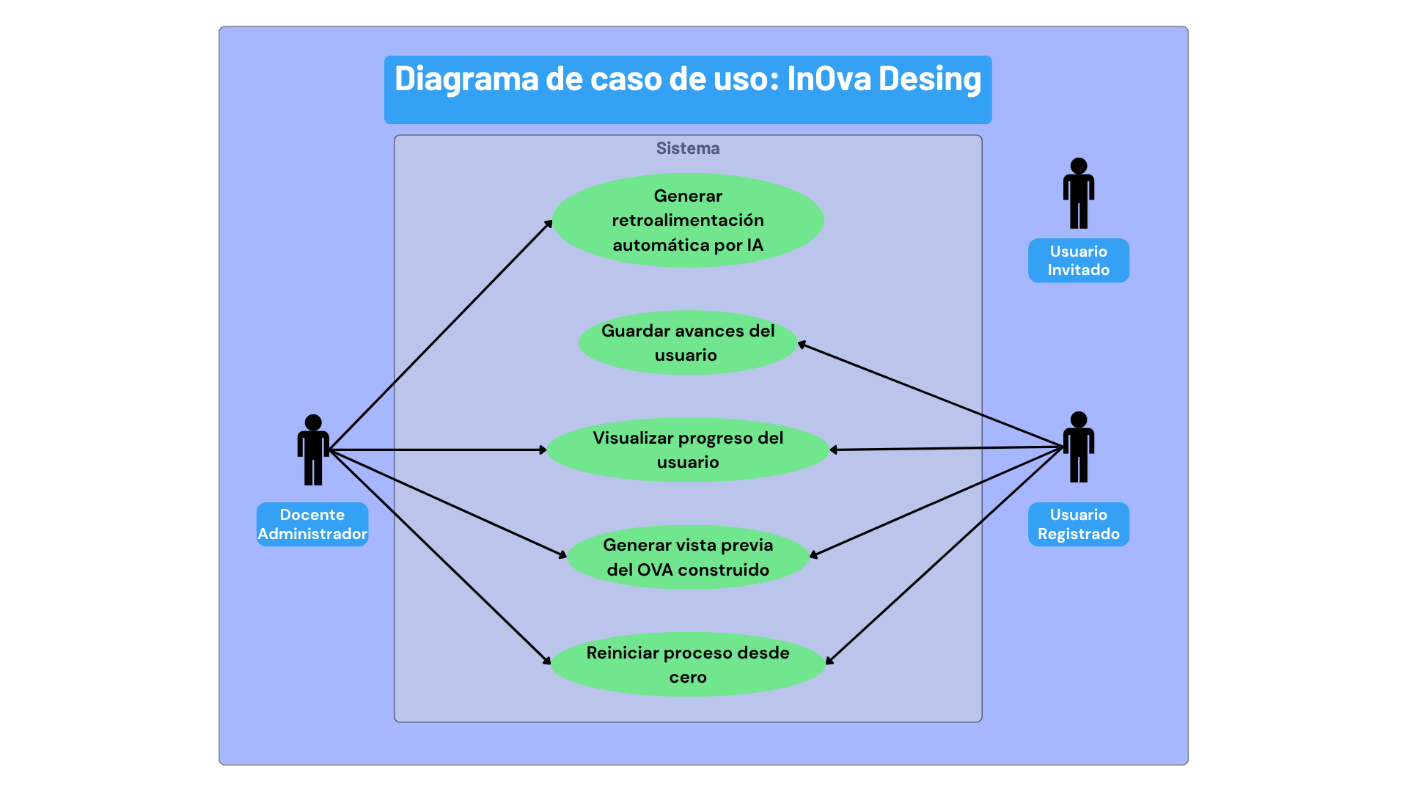 Diagrama de caso de uso: InOva Desing
Sistema
Generar
retroalimentación
automática por IA
Usuario
Invitado
Guardar avances del
usuario
Visualizar progreso del
usuario
Docente
Administrador
Usuario
Registrado
Generar vista previa
del OVA construido
Reiniciar proceso desde
cero